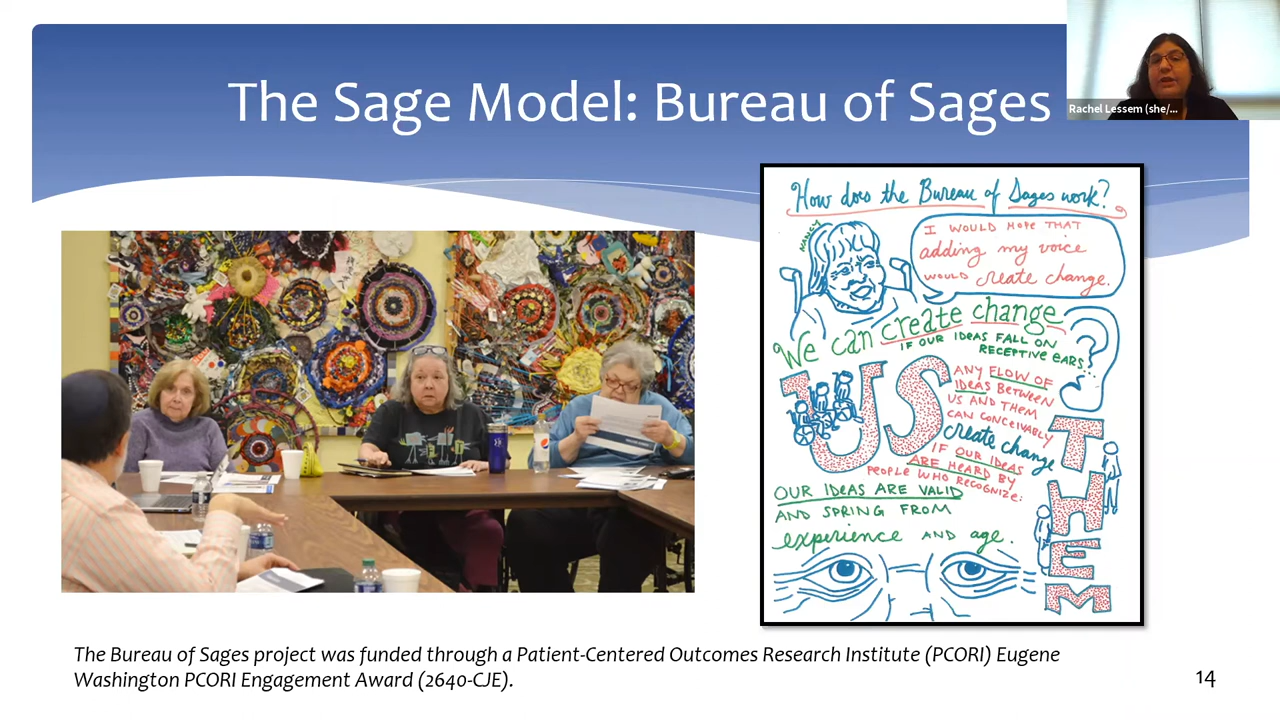 The Sage Model: Bureau of Sages
Rachel Lessem (she/...
How does the Bureau of Sages work?
NANCY
I WOULD HOPE THAT
adding my voice
WOULD create change.
We can create change
IF OUR IDEAS FALL ON
RECEPTIVE EARS...
?
US
ANY FLOW OF
IDEAS BETWEEN
US AND THEM
CAN CONCEIVABLY
create change
IF OUR IDEAS
ARE HEARD BY
PEOPLE WHO RECOGNIZE:
THEM
OUR IDEAS ARE VALID
AND SPRING FROM
experience AND age.
The Bureau of Sages project was funded through a Patient-Centered Outcomes Research Institute (PCORI) Eugene
Washington PCORI Engagement Award (2640-CJE).
14